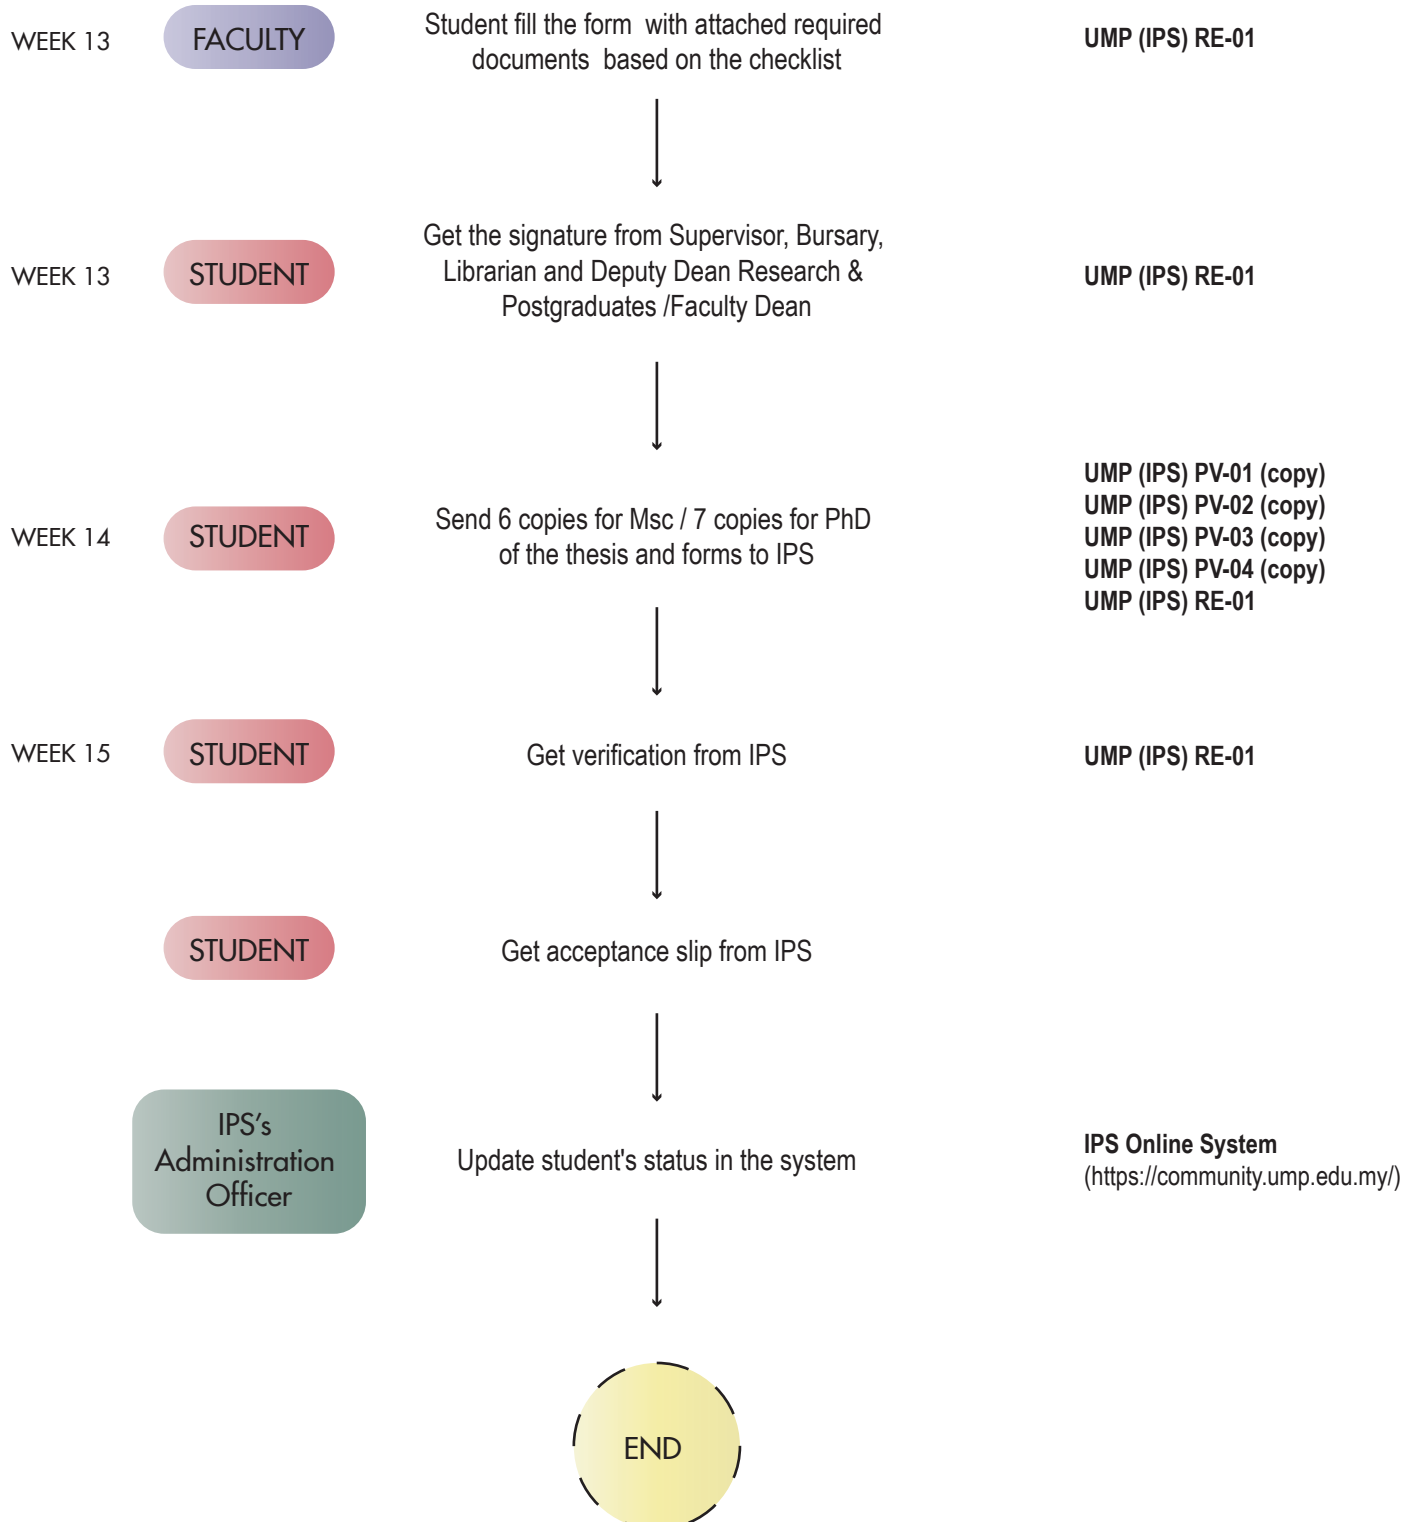 WEEK 13
FACULTY
Student fill the form with attached required
documents based on the checklist
UMP (IPS) RE-01
WEEK 13
STUDENT
Get the signature from Supervisor, Bursary,
Librarian and Deputy Dean Research &
Postgraduates /Faculty Dean
UMP (IPS) RE-01
WEEK 14
STUDENT
Send 6 copies for Msc / 7 copies for PhD
of the thesis and forms to IPS
UMP (IPS) PV-01 (copy)
UMP (IPS) PV-02 (copy)
UMP (IPS) PV-03 (copy)
UMP (IPS) PV-04 (copy)
UMP (IPS) RE-01
WEEK 15
STUDENT
Get verification from IPS
UMP (IPS) RE-01
STUDENT
Get acceptance slip from IPS
IPS's
Administration
Officer
Update student's status in the system
IPS Online System
(https://community.ump.edu.my/)
END